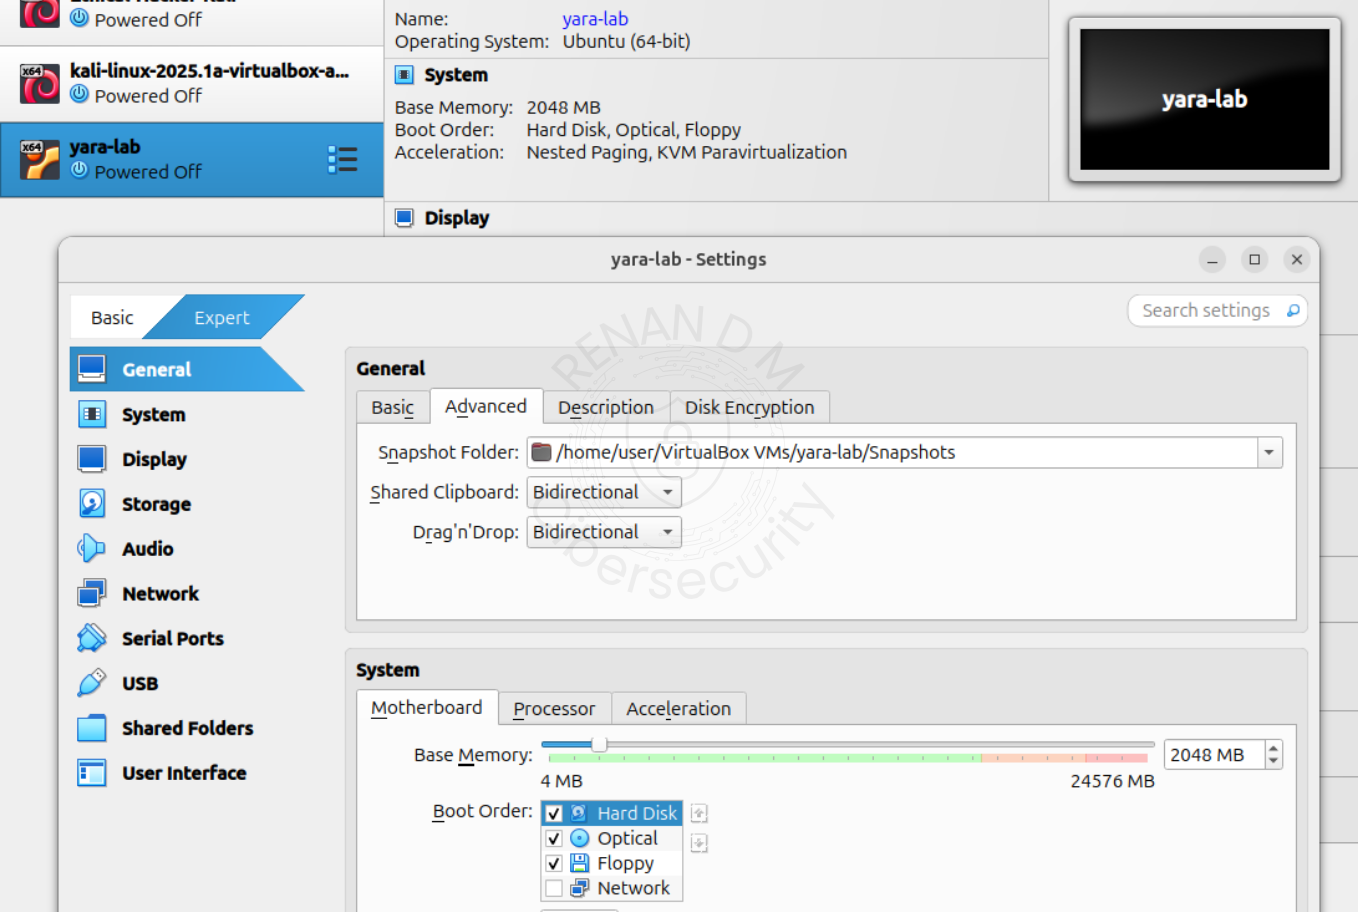 Powered Off
kali-linux-2025.1a-virtualbox-a...
Powered Off
yara-lab
Powered Off
Name: yara-lab
Operating System: Ubuntu (64-bit)
System
Base Memory: 2048 MB
Boot Order: Hard Disk, Optical, Floppy
Acceleration: Nested Paging, KVM Paravirtualization
Display
yara-lab
yara-lab - Settings
Basic
Expert
Search settings
General
System
Display
Storage
Audio
Network
Serial Ports
USB
Shared Folders
User Interface
General
Basic Advanced Description Disk Encryption
Snapshot Folder: /home/user/VirtualBox VMs/yara-lab/Snapshots
Shared Clipboard: Bidirectional
Drag'n'Drop: Bidirectional
RENAN D M
Cibersecurity
System
Motherboard Processor Acceleration
Base Memory: 2048 MB
4 MB 24576 MB
Boot Order: Hard Disk
Optical
Floppy
Network
x64
x64